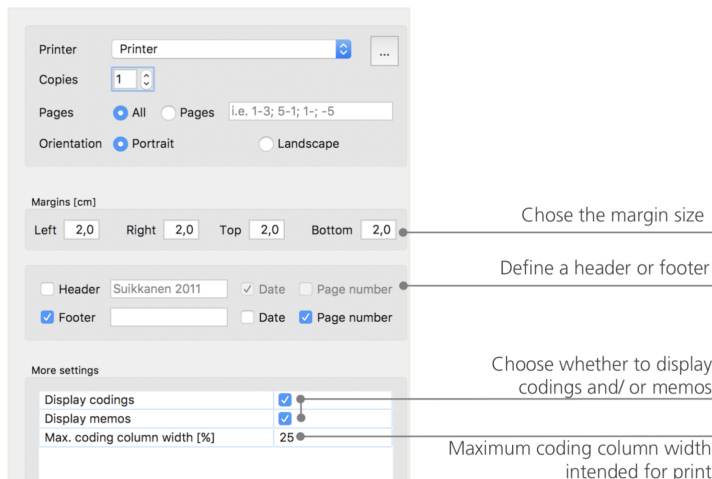 Printer Printer ...
Copies 1
Pages All Pages i.e. 1-3; 5-1; 1-; -5
Orientation Portrait Landscape
Margins [cm]
Left 2,0 Right 2,0 Top 2,0 Bottom 2,0
Chose the margin size
Define a header or footer
Header Suikkanen 2011 Date Page number
Footer Date Page number
More settings
Choose whether to display
codings and/ or memos
Display codings
Display memos
Max. coding column width [%] 25
Maximum coding column width
intended for print